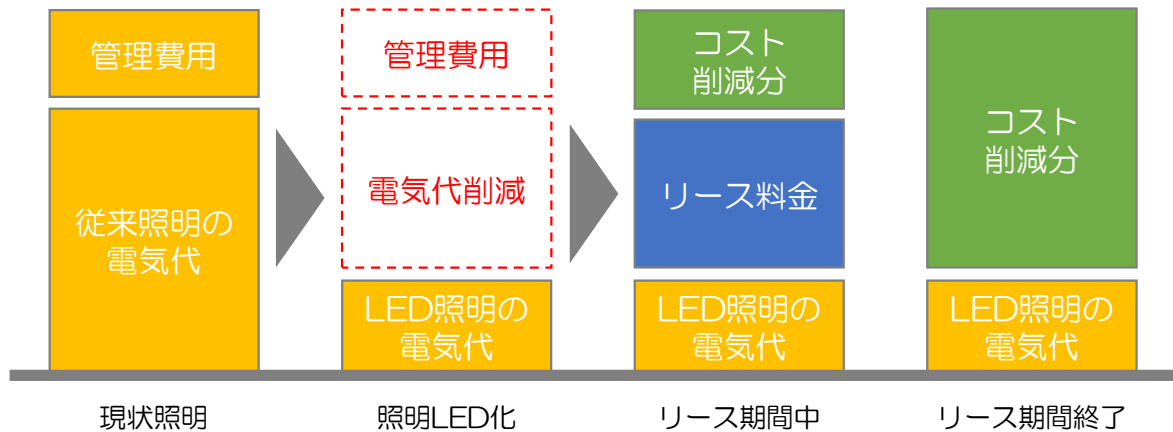 管理費用
従来照明の
電気代
現状照明
管理費用
電気代削減
LED照明の
電気代
照明LED化
コスト
削減分
リース料金
LED照明の
電気代
リース期間中
コスト
削減分
LED照明の
電気代
リース期間終了